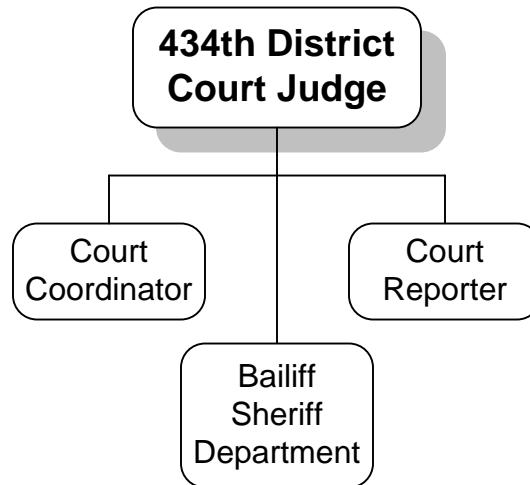 434th District
Court Judge
Court
Coordinator
Court
Reporter
Bailiff
Sheriff
Department